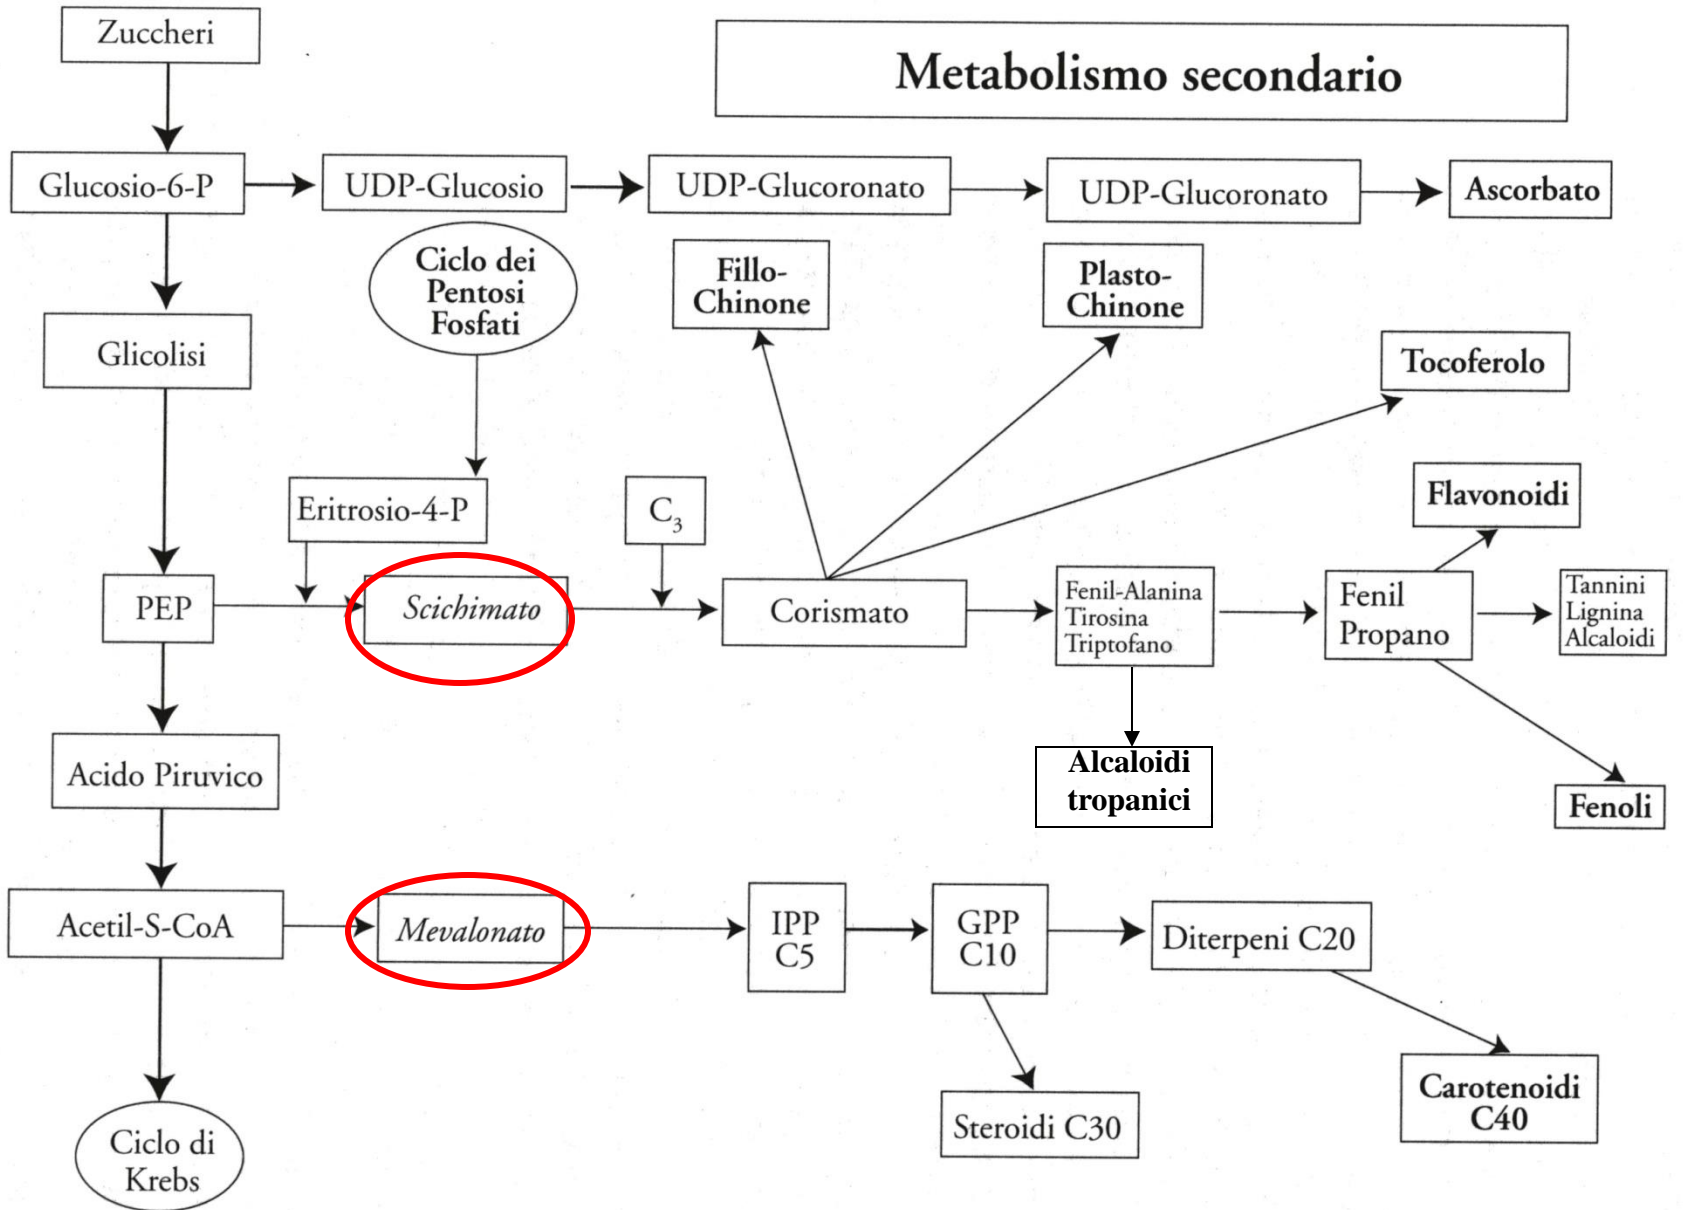 Zuccheri
Metabolismo secondario
Glucosio-6-P
UDP-Glucosio
UDP-Glucoronato
UDP-Glucoronato
Ascorbato
Ciclo dei
Pentosi
Fosfati
Fillo-
Chinone
Plasto-
Chinone
Glicolisi
Tocoferolo
Eritrosio-4-P
C₃
Flavonoidi
PEP
Scichimato
Corismato
Fenil-Alanina
Tirosina
Triptofano
Fenil
Propano
Tannini
Lignina
Alcaloidi
Acido Piruvico
Alcaloidi
tropanici
Fenoli
Acetil-S-CoA
Mevalonato
IPP
C5
GPP
C10
Diterpeni C20
Steroidi C30
Carotenoidi
C40
Ciclo di
Krebs